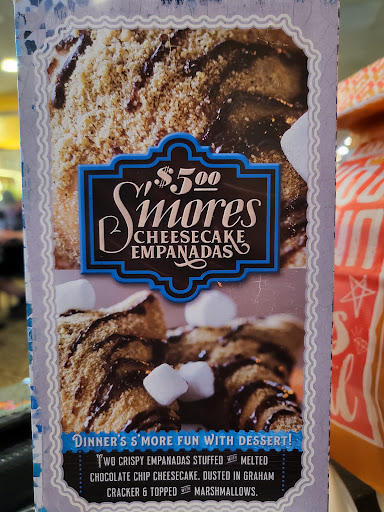 $5.00
S'mores
CHEESECAKE
EMPANADAS
DINNER'S S'MORE FUN WITH DESSERT!
TWO CRISPY EMPANADAS STUFFED WITH MELTED
CHOCOLATE CHIP CHEESECAKE. DUSTED IN GRAHAM
CRACKER & TOPPED WITH MARSHMALLOWS.